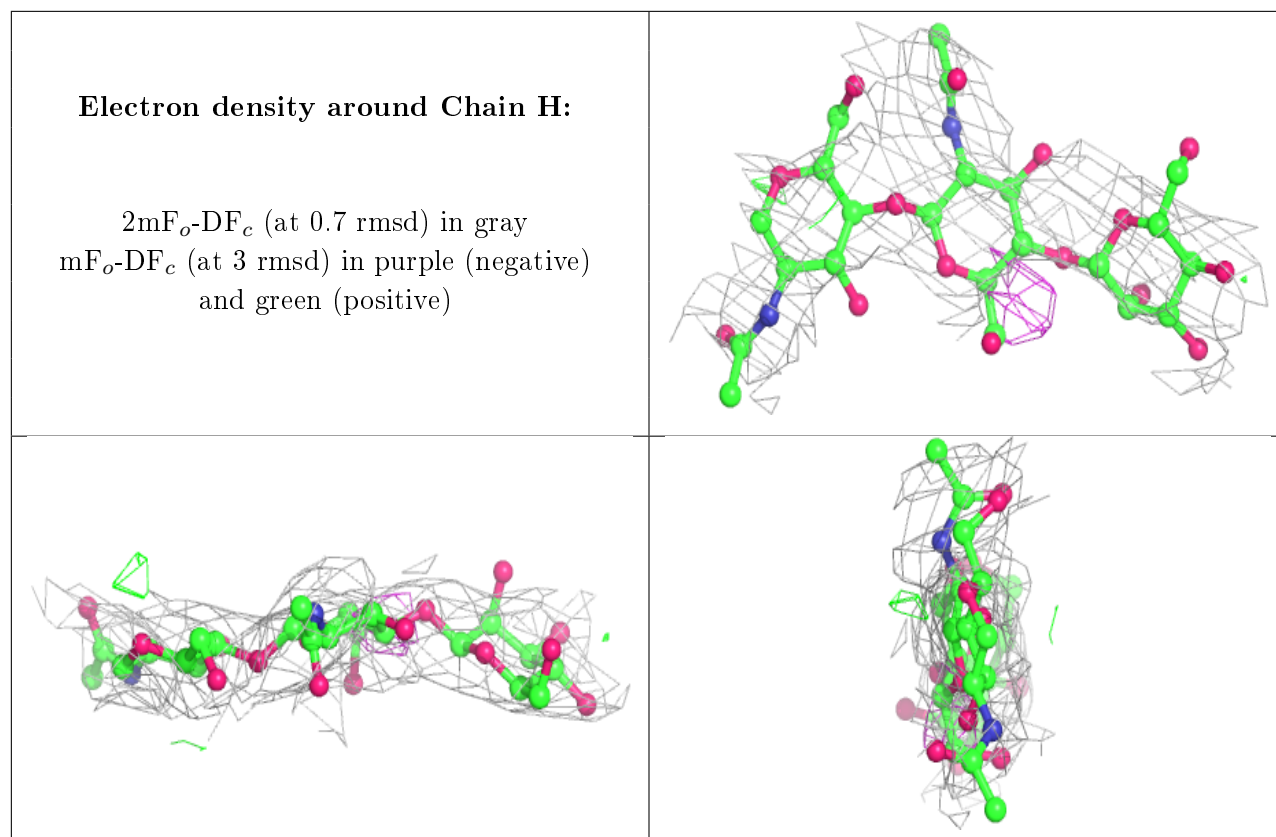 Electron density around Chain H:
2mFₒ-DF𝒸 (at 0.7 rmsd) in gray
mFₒ-DF𝒸 (at 3 rmsd) in purple (negative)
and green (positive)